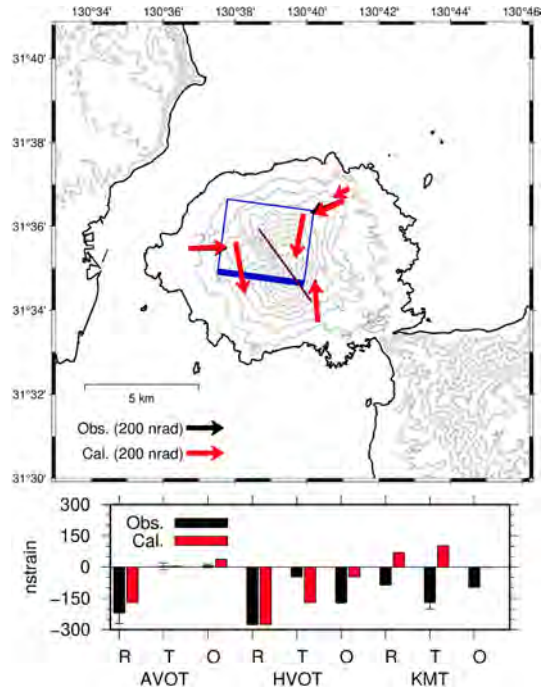 130°34' 130°36' 130°38' 130°40' 130°42' 130°44' 130°46'
31°40'
31°38'
31°36'
31°34'
31°32'
31°30'
5 km
Obs. (200 nrad)
Cal. (200 nrad)
300
150
0
−150
−300
nstrain
Obs.
Cal.
R T O R T O R T O
AVOT HVOT KMT